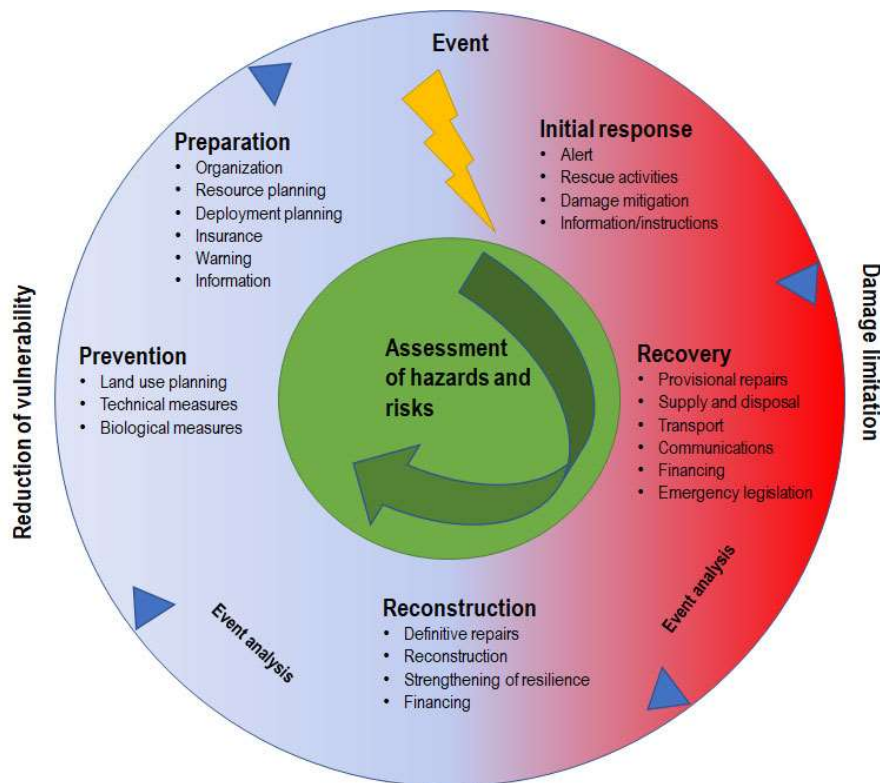 Event
Initial response
• Alert
• Rescue activities
• Damage mitigation
• Information/instructions
Damage limitation
Recovery
• Provisional repairs
• Supply and disposal
• Transport
• Communications
• Financing
• Emergency legislation
Event analysis
Reconstruction
• Definitive repairs
• Reconstruction
• Strengthening of resilience
• Financing
Event analysis
Reduction of vulnerability
Prevention
• Land use planning
• Technical measures
• Biological measures
Preparation
• Organization
• Resource planning
• Deployment planning
• Insurance
• Warning
• Information
Assessment
of hazards and
risks